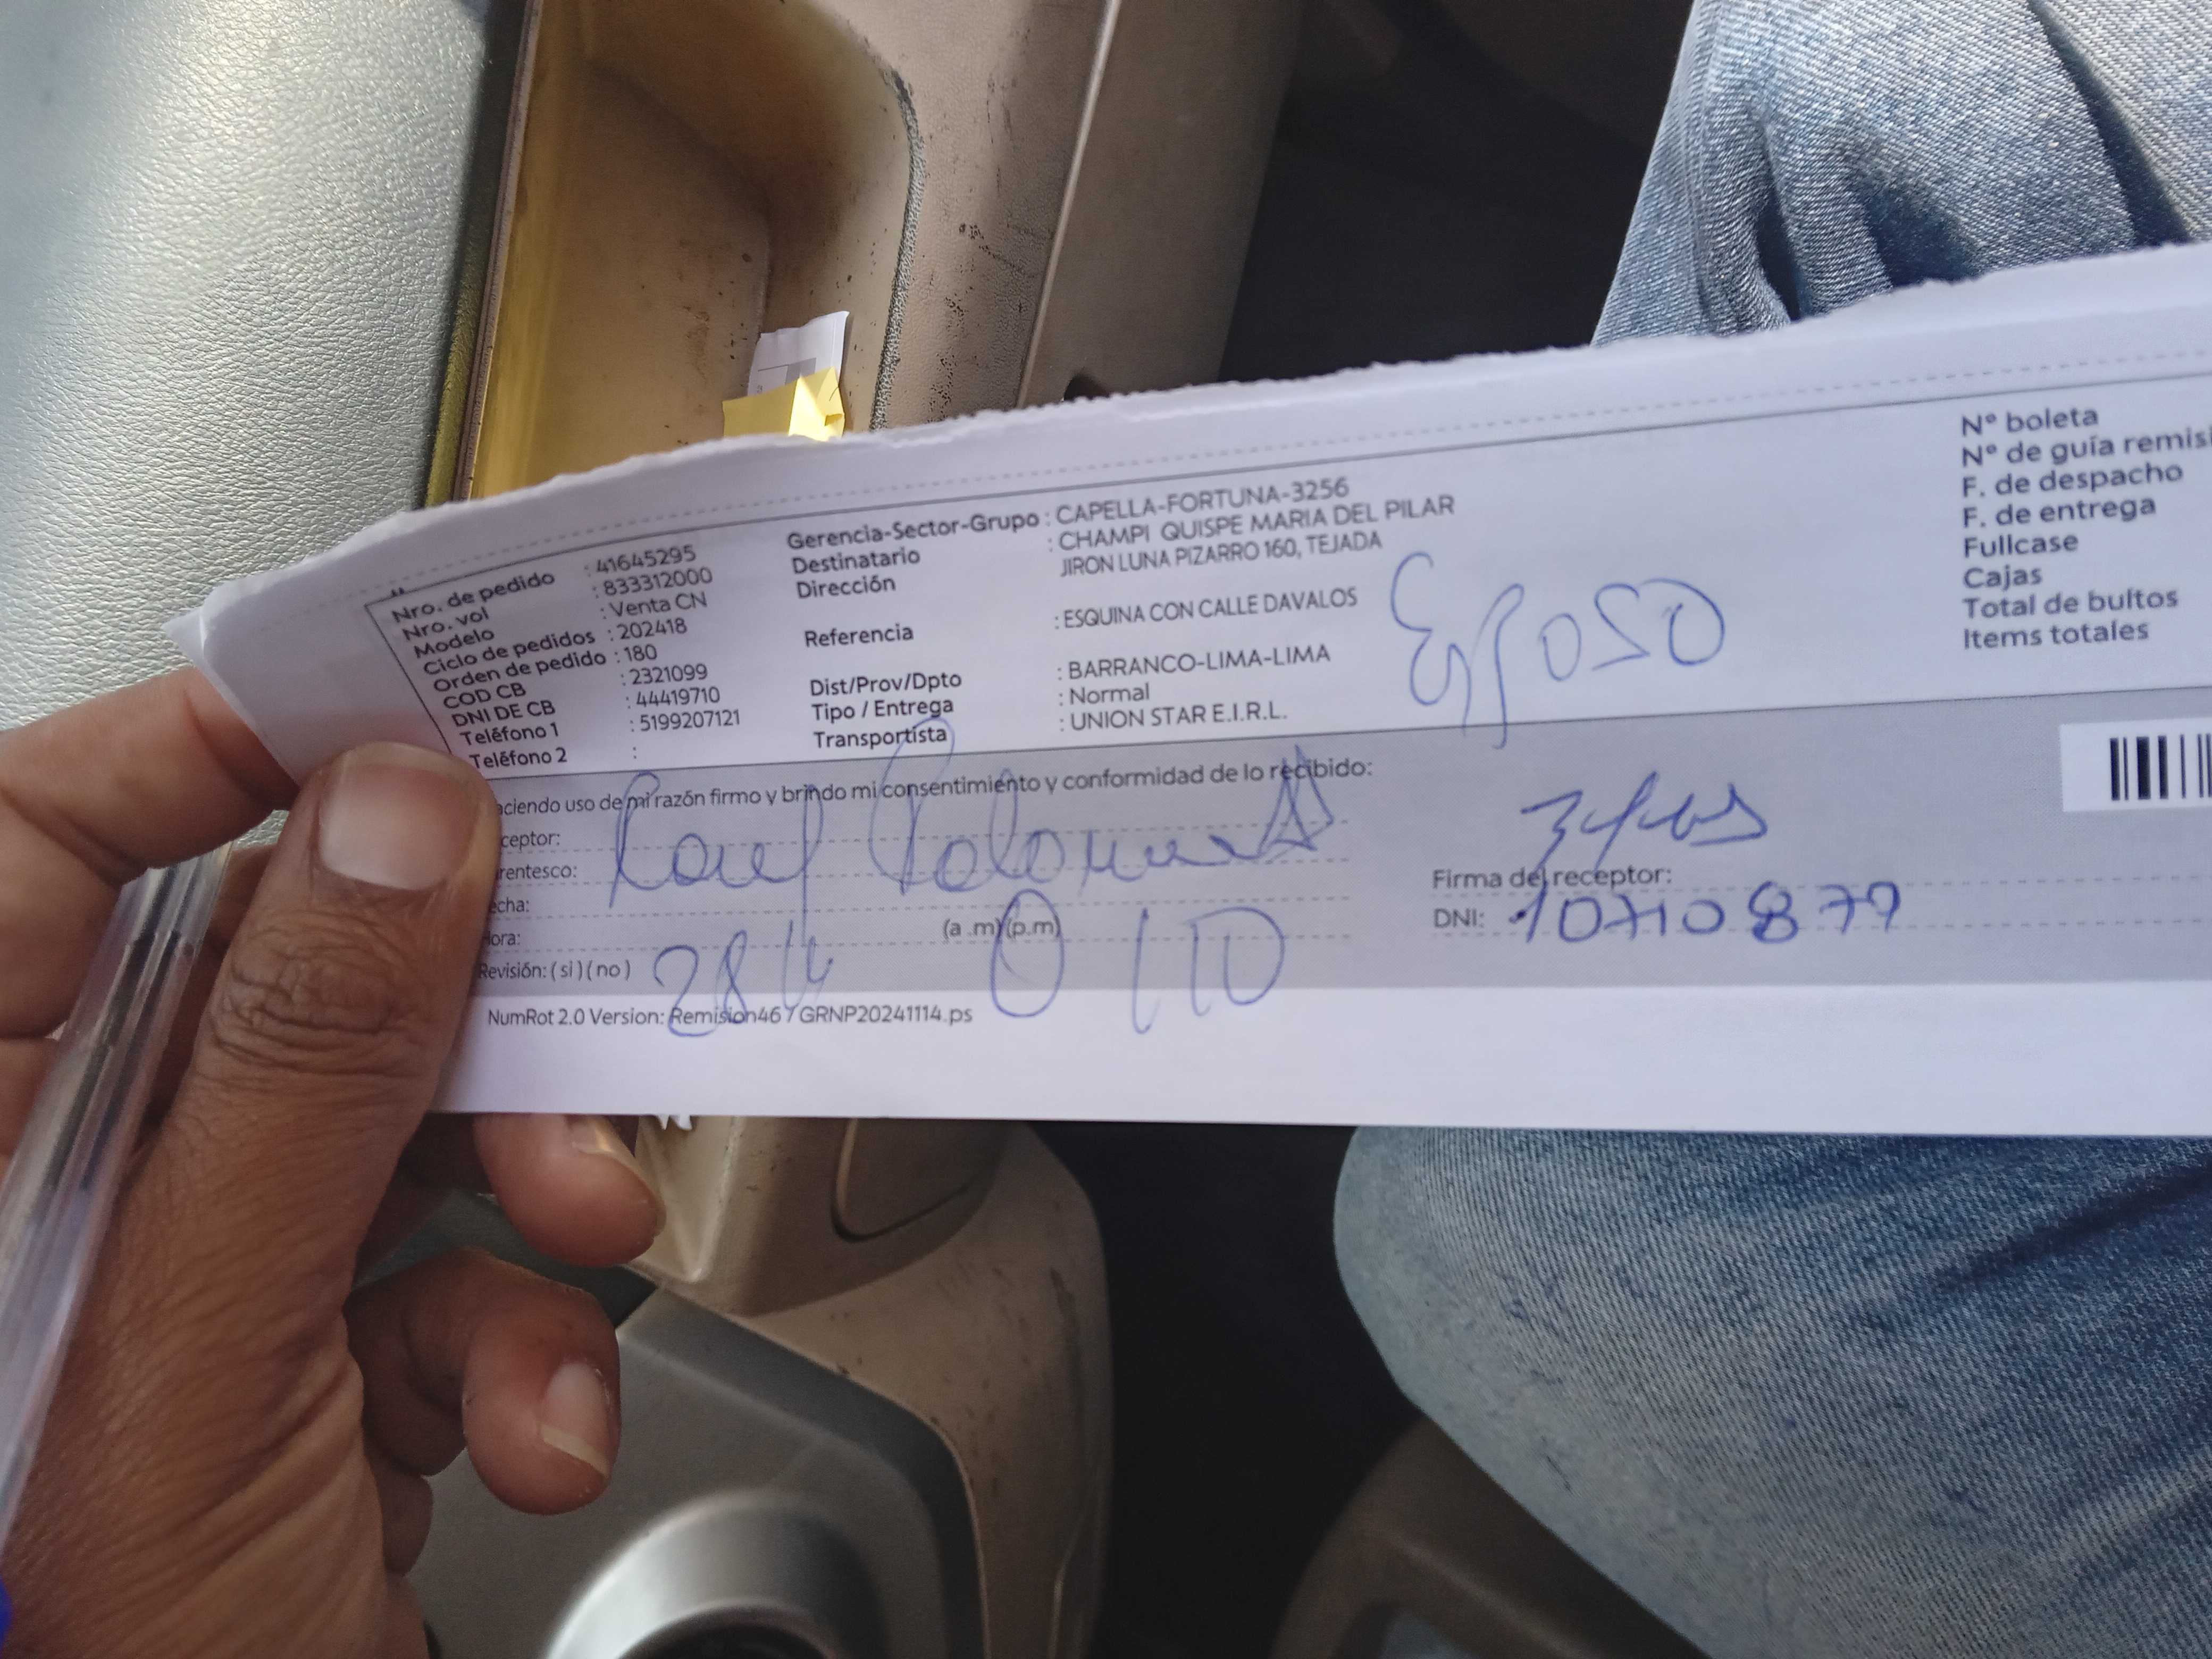 Nro. de pedido : 41645295
Nro. vol : 833312000
Modelo : Venta CN
Ciclo de pedidos : 202418
Orden de pedido : 180
COD CB : 2321099
DNI DE CB : 44419710
Teléfono 1 : 5199207121
Teléfono 2 :
Gerencia-Sector-Grupo : CAPELLA-FORTUNA-3256
Destinatario : CHAMPI QUISPE MARIA DEL PILAR
Dirección JIRON LUNA PIZARRO 160, TEJADA
Referencia : ESQUINA CON CALLE DAVALOS
Dist/Prov/Dpto : BARRANCO-LIMA-LIMA
Tipo / Entrega : Normal
Transportista : UNION STAR E.I.R.L.
Esposo
Nº boleta
Nº de guía remisi
F. de despacho
F. de entrega
Fullcase
Cajas
Total de bultos
Items totales
aciendo uso de mi razón firmo y brindo mi consentimiento y conformidad de lo recibido:
ceptor:
rentesco:
echa:
ora: (a .m)(p.m)
Revisión: ( si ) ( no )
28 11
Firma del receptor:
DNI: 10710877
NumRot 2.0 Version: Remision46 / GRNP20241114.ps